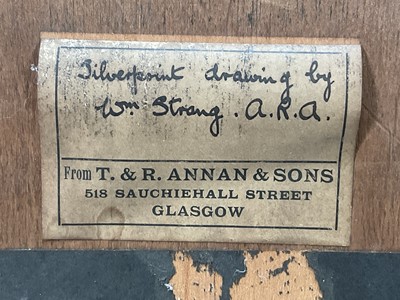 Silverpoint drawing by
Wm Strang. A.R.A.
From T. & R. ANNAN & SONS
518 SAUCHIEHALL STREET
GLASGOW